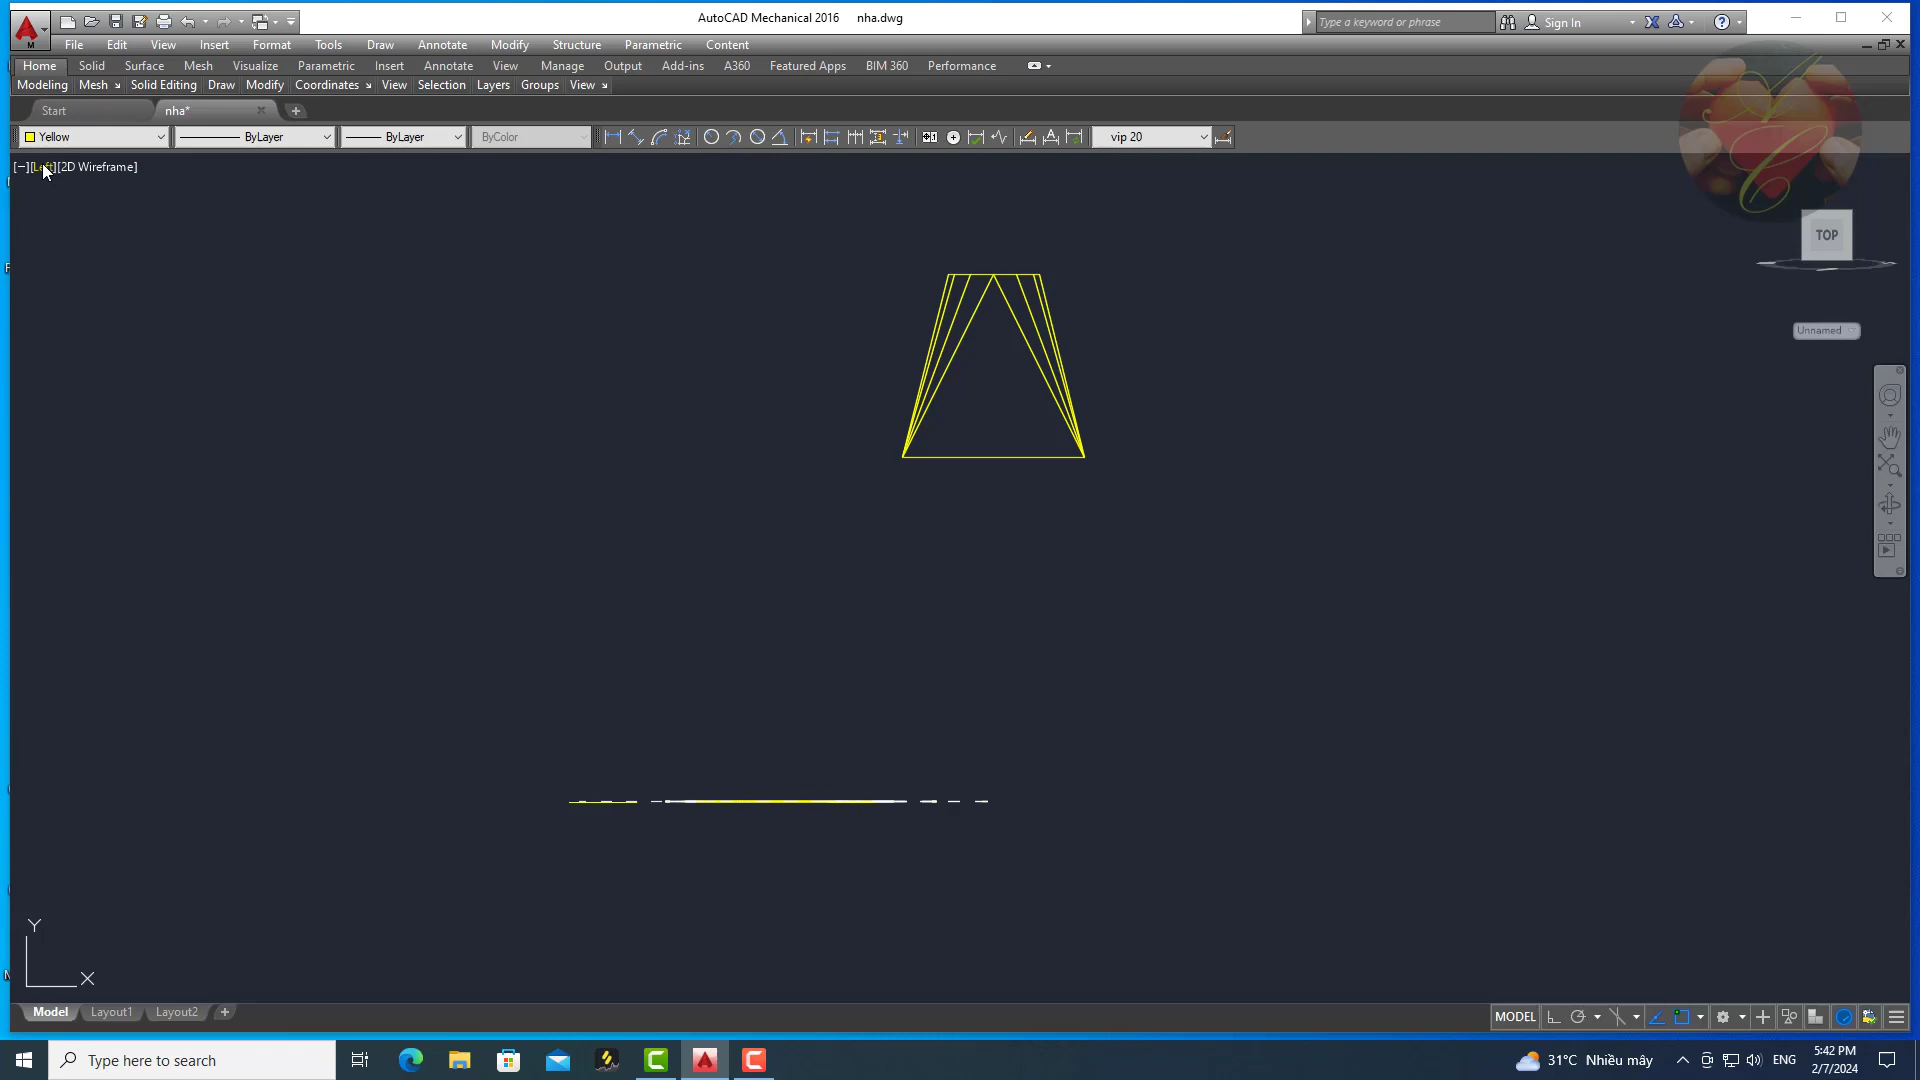 AutoCAD Mechanical 2016 nha.dwg
Type a keyword or phrase
Sign In
M
File Edit View Insert Format Tools Draw Annotate Modify Structure Parametric Content
Home Solid Surface Mesh Visualize Parametric Insert Annotate View Manage Output Add-ins A360 Featured Apps BIM 360 Performance
Modeling Mesh Solid Editing Draw Modify Coordinates View Selection Layers Groups View
Start nha*
Yellow ByLayer ByLayer ByColor vip 20
[−][Left][2D Wireframe]
TOP
Unnamed
Y
X
Model Layout1 Layout2
MODEL
Type here to search
31°C Nhiều mây
ENG
5:42 PM
2/7/2024